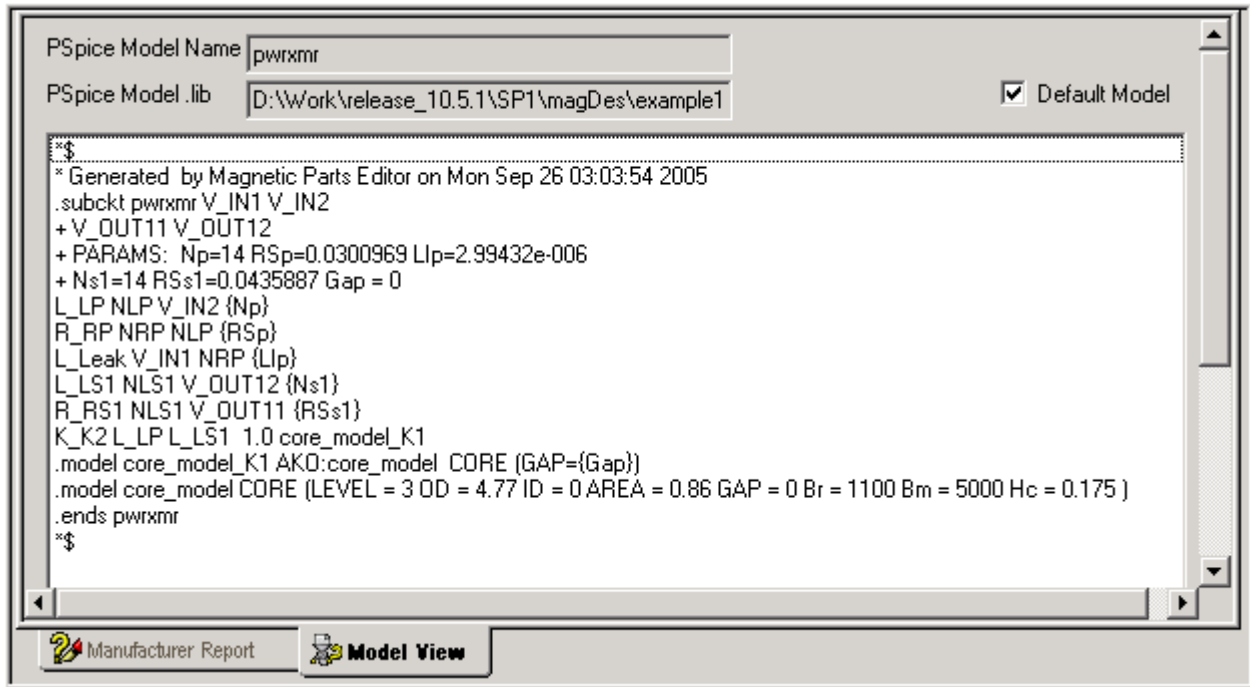 PSpice Model Name pwrxmr
PSpice Model .lib D:\Work\release_10.5.1\SP1\magDes\example1 Default Model
*$
* Generated  by Magnetic Parts Editor on Mon Sep 26 03:03:54 2005
.subckt pwrxmr V_IN1 V_IN2
+ V_OUT11 V_OUT12
+ PARAMS:  Np=14 RSp=0.0300969 Llp=2.99432e-006
+ Ns1=14 RSs1=0.0435887 Gap = 0
L_LP NLP V_IN2 {Np}
R_RP NRP NLP {RSp}
L_Leak V_IN1 NRP {Llp}
L_LS1 NLS1 V_OUT12 {Ns1}
R_RS1 NLS1 V_OUT11 {RSs1}
K_K2 L_LP L_LS1  1.0 core_model_K1
.model core_model_K1 AKO:core_model  CORE (GAP={Gap})
.model core_model CORE (LEVEL = 3 OD = 4.77 ID = 0 AREA = 0.86 GAP = 0 Br = 1100 Bm = 5000 Hc = 0.175 )
.ends pwrxmr
*$
Manufacturer Report Model View